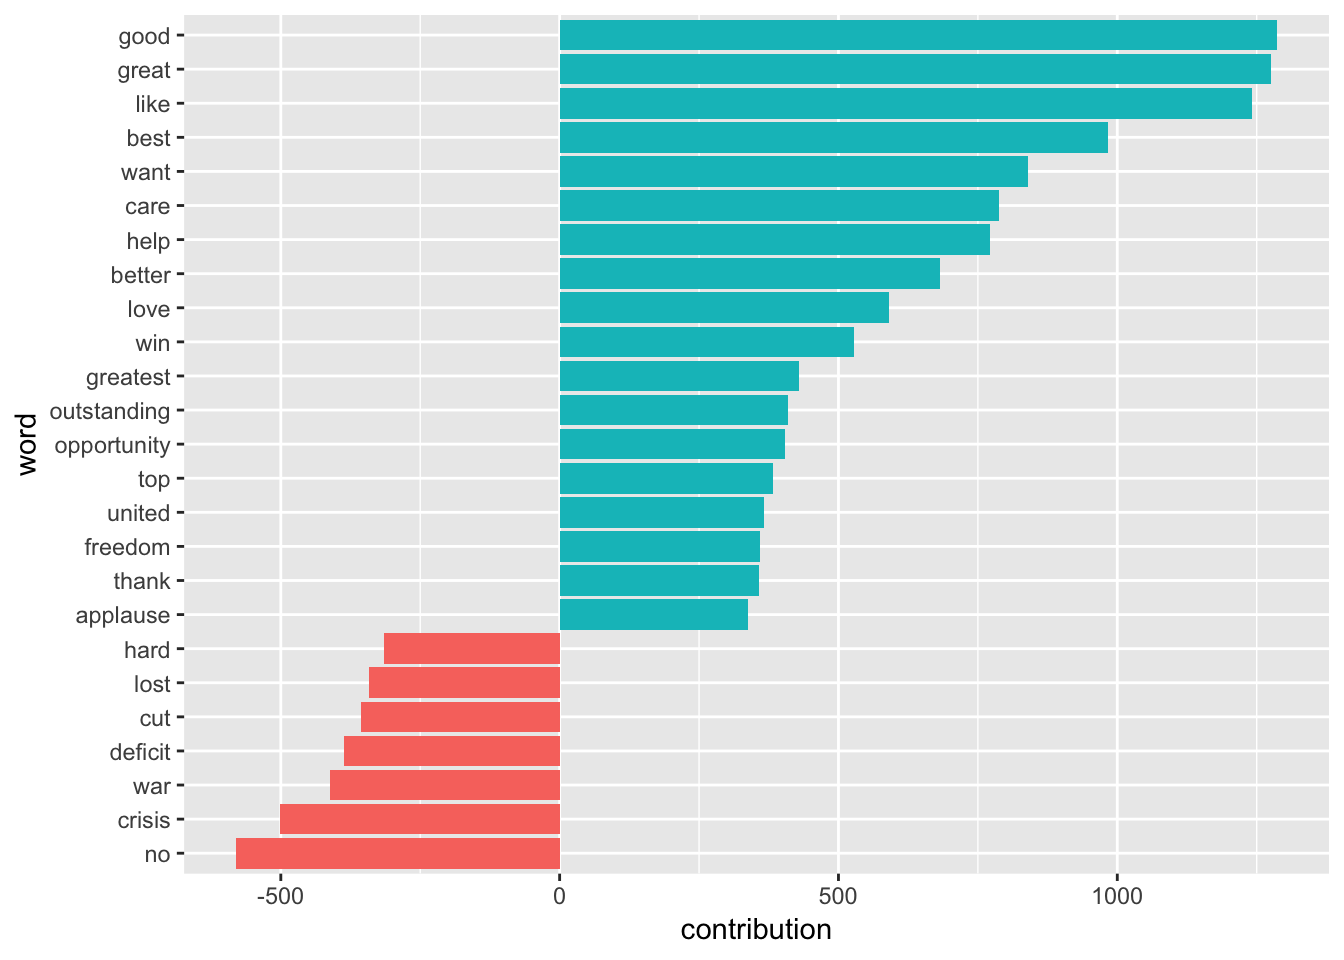 good
great
like
best
want
care
help
better
love
win
greatest
outstanding
opportunity
top
united
freedom
thank
applause
hard
lost
cut
deficit
war
crisis
no
word
-500 0 500 1000
contribution